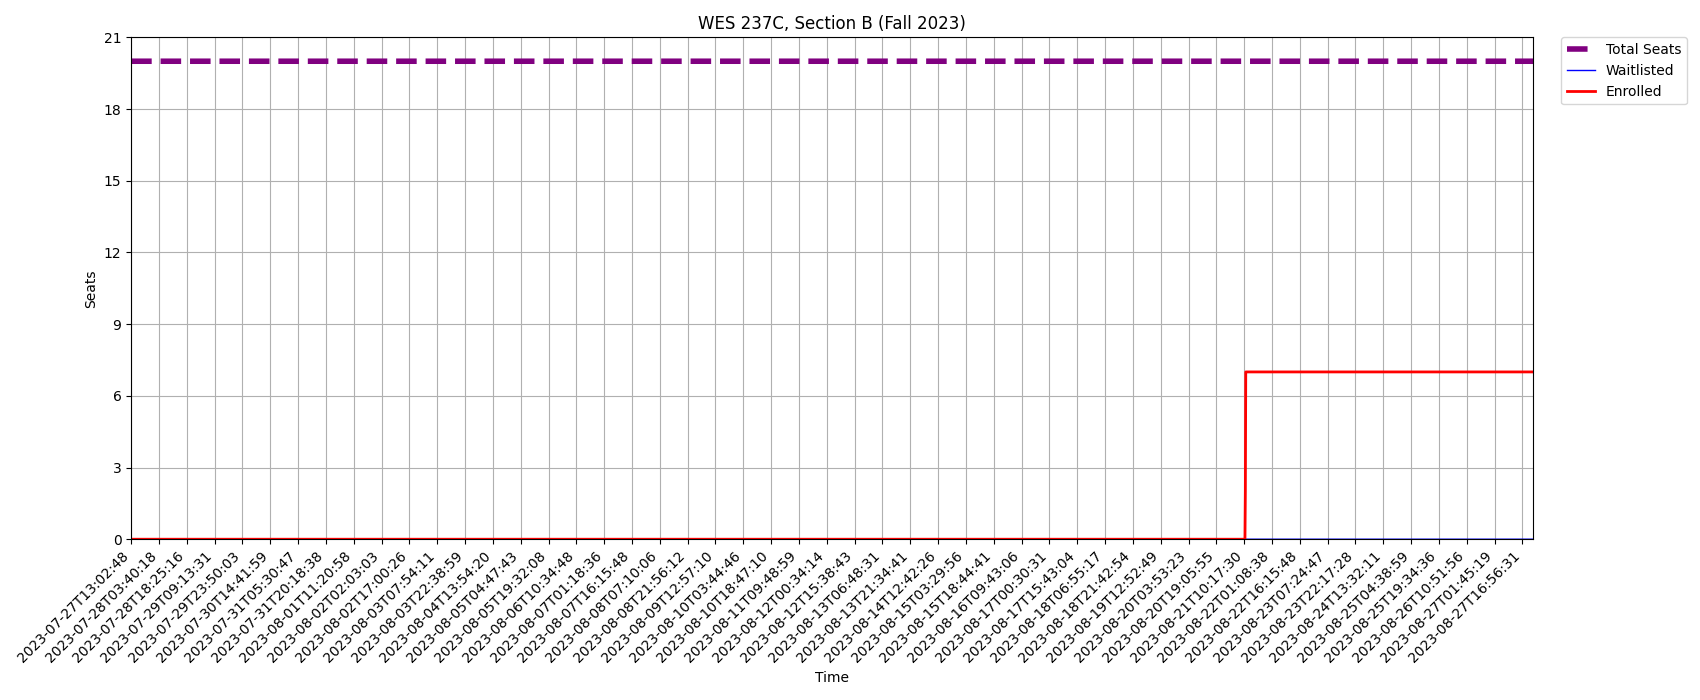 WES 237C, Section B (Fall 2023)
Total Seats
Waitlisted
Enrolled
Seats
21
18
15
12
9
6
3
0
2023-07-27T13:02:48
2023-07-28T03:40:18
2023-07-28T18:25:16
2023-07-29T09:13:31
2023-07-29T23:50:03
2023-07-30T14:41:59
2023-07-31T05:30:47
2023-07-31T20:18:38
2023-08-01T11:20:58
2023-08-02T02:03:03
2023-08-02T17:00:26
2023-08-03T07:54:11
2023-08-03T22:38:59
2023-08-04T13:54:20
2023-08-05T04:47:43
2023-08-05T19:32:08
2023-08-06T10:34:48
2023-08-07T01:18:36
2023-08-07T16:15:48
2023-08-08T07:10:06
2023-08-08T21:56:12
2023-08-09T12:57:10
2023-08-10T03:44:46
2023-08-10T18:47:10
2023-08-11T09:48:59
2023-08-12T00:34:14
2023-08-12T15:38:43
2023-08-13T06:48:31
2023-08-13T21:34:41
2023-08-14T12:42:26
2023-08-15T03:29:56
2023-08-15T18:44:41
2023-08-16T09:43:06
2023-08-17T00:30:31
2023-08-17T15:43:04
2023-08-18T06:55:17
2023-08-18T21:42:54
2023-08-19T12:52:49
2023-08-20T03:53:23
2023-08-20T19:05:55
2023-08-21T10:17:30
2023-08-22T01:08:38
2023-08-22T16:15:48
2023-08-23T07:24:47
2023-08-23T22:17:28
2023-08-24T13:32:11
2023-08-25T04:38:59
2023-08-25T19:34:36
2023-08-26T10:51:56
2023-08-27T01:45:19
2023-08-27T16:56:31
Time